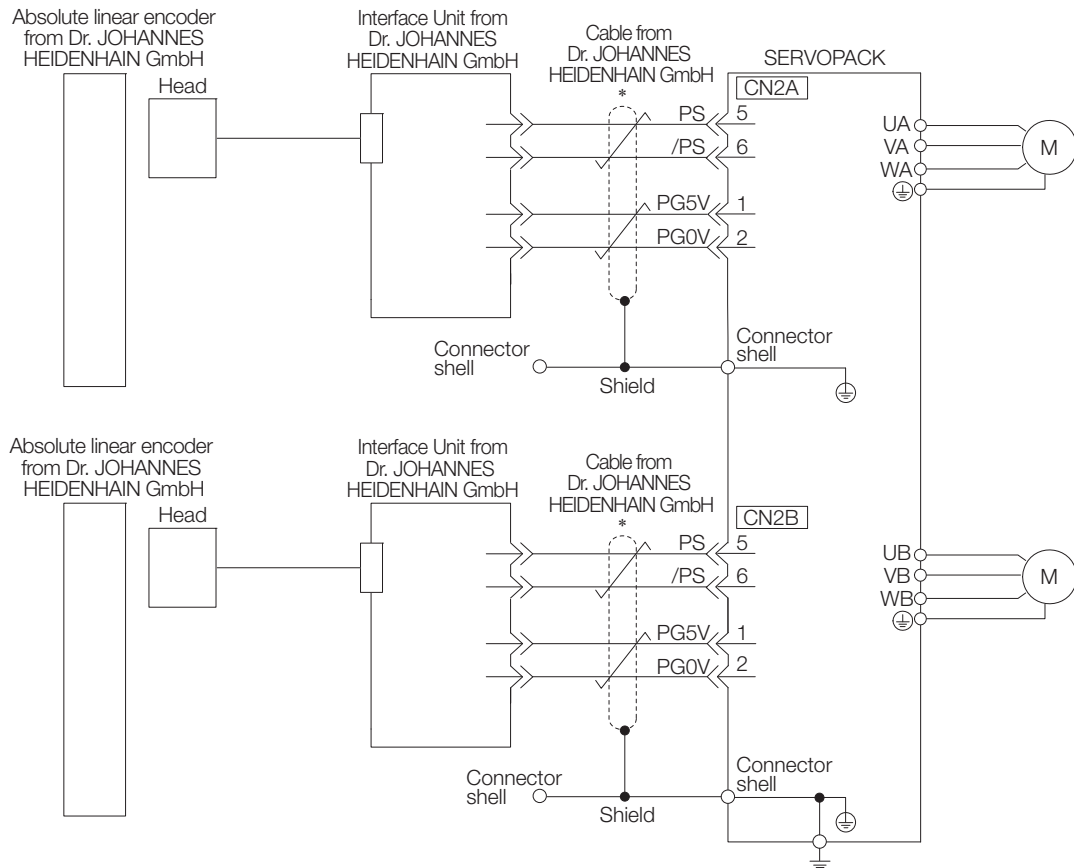 Absolute linear encoder
from Dr. JOHANNES
HEIDENHAIN GmbH
Head
Interface Unit from
Dr. JOHANNES
HEIDENHAIN GmbH
Cable from
Dr. JOHANNES
HEIDENHAIN GmbH
*
SERVOPACK
CN2A
PS 5
/PS 6
PG5V 1
PG0V 2
UA
VA
WA
M
Connector
shell
Shield
Connector
shell
Absolute linear encoder
from Dr. JOHANNES
HEIDENHAIN GmbH
Head
Interface Unit from
Dr. JOHANNES
HEIDENHAIN GmbH
Cable from
Dr. JOHANNES
HEIDENHAIN GmbH
*
CN2B
PS 5
/PS 6
PG5V 1
PG0V 2
UB
VB
WB
M
Connector
shell
Shield
Connector
shell